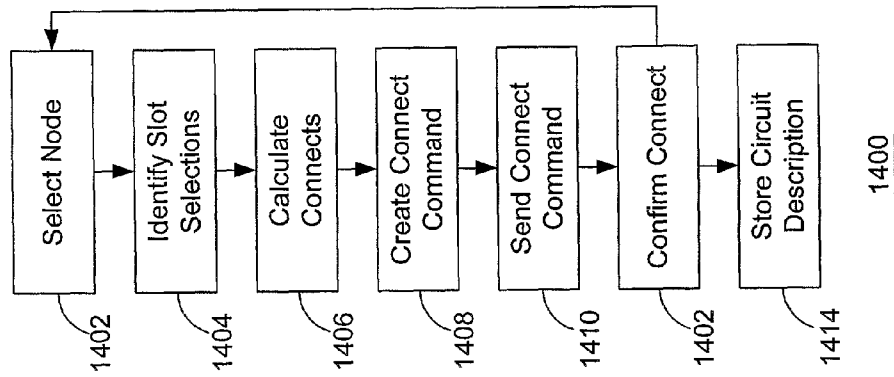 Select Node
1402
Identify Slot
Selections
1404
Calculate
Connects
1406
Create Connect
Command
1408
Send Connect
Command
1410
Confirm Connect
1402
Store Circuit
Description
1414
1400